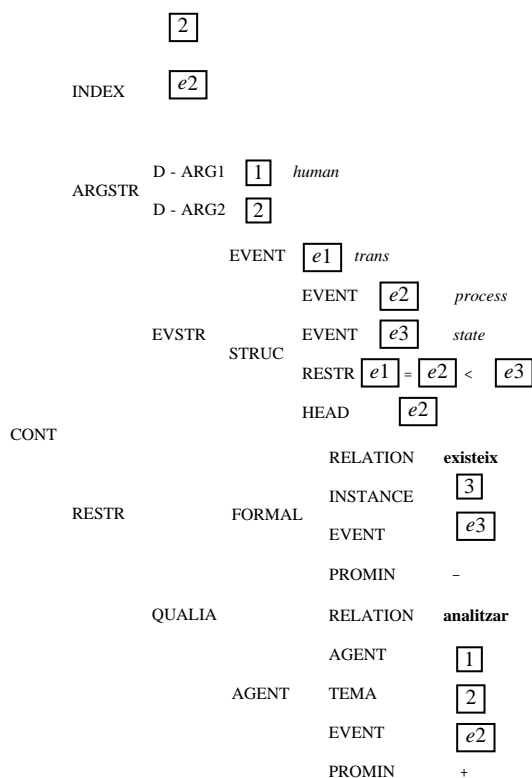 2
INDEX e2
D - ARG1 1 human
ARGSTR
D - ARG2 2
EVENT e1 trans
EVENT e2 process
EVSTR EVENT e3 state
STRUC
RESTR e1 = e2 < e3
HEAD e2
CONT
RELATION existeix
INSTANCE 3
RESTR FORMAL
EVENT e3
PROMIN –
QUALIA RELATION analitzar
AGENT 1
AGENT TEMA 2
EVENT e2
PROMIN +